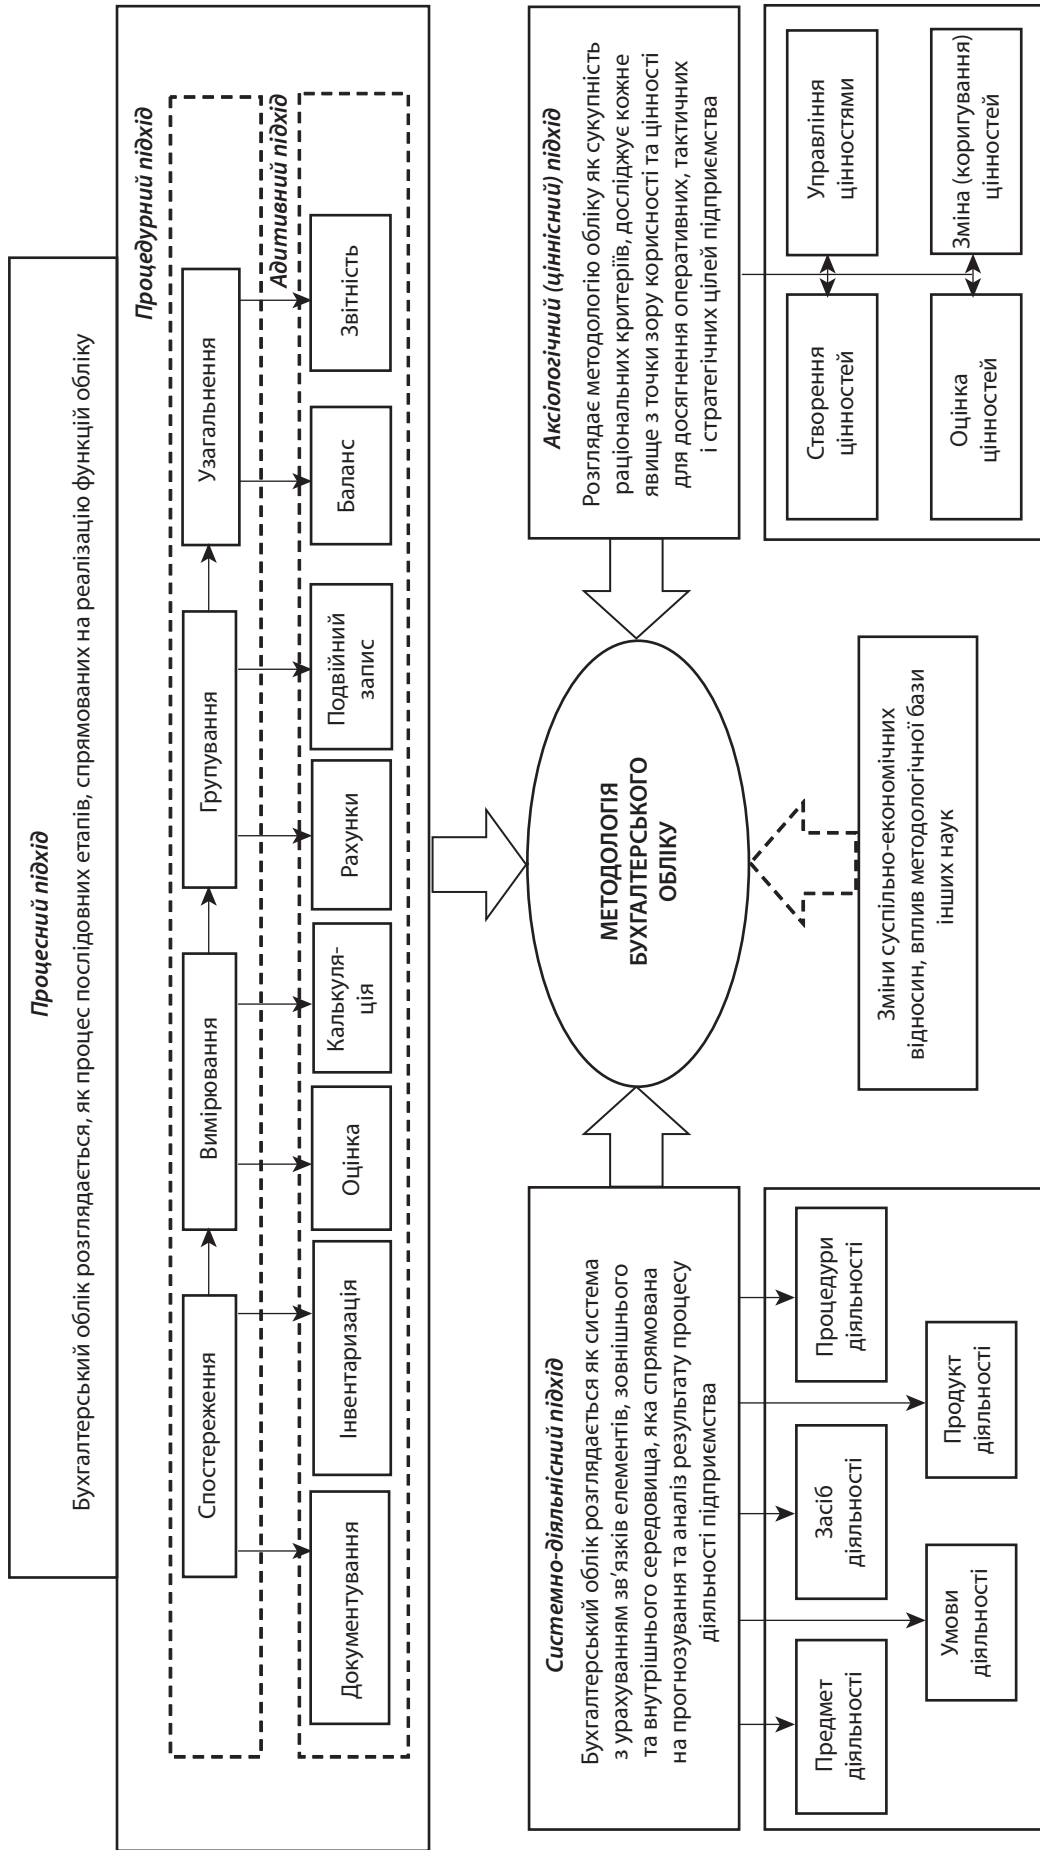 Процесний підхід
Бухгалтерський облік розглядається, як процес послідовних етапів, спрямованих на реалізацію функцій обліку
Процедурний підхід
Спостереження
Вимірювання
Групування
Узагальнення
Адитивний підхід
Документування
Інвентаризація
Оцінка
Калькуля-
ція
Рахунки
Подвійний
запис
Баланс
Звітність
МЕТОДОЛОГІЯ
БУХГАЛТЕРСЬКОГО
ОБЛІКУ
Системно-діяльнісний підхід
Бухгалтерський облік розглядається як система
з урахуванням зв’язків елементів, зовнішнього
та внутрішнього середовища, яка спрямована
на прогнозування та аналіз результату процесу
діяльності підприємства
Предмет
діяльності
Засіб
діяльності
Процедури
діяльності
Умови
діяльності
Продукт
діяльності
Зміни суспільно-економічних
відносин, вплив методологічної бази
інших наук
Аксіологічний (ціннісний) підхід
Розглядає методологію обліку як сукупність
раціональних критеріїв, досліджує кожне
явище з точки зору корисності та цінності
для досягнення оперативних, тактичних
і стратегічних цілей підприємства
Створення
цінностей
Управління
цінностями
Оцінка
цінностей
Зміна (коригування)
цінностей